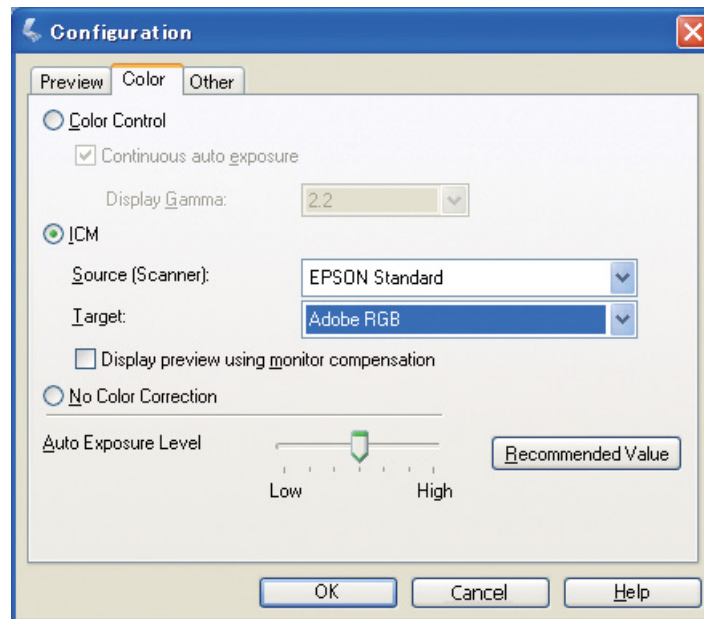 Configuration
Preview Color Other
Color Control
Continuous auto exposure
Display Gamma: 2.2
ICM
Source (Scanner): EPSON Standard
Target: Adobe RGB
Display preview using monitor compensation
No Color Correction
Auto Exposure Level
Recommended Value
Low High
OK Cancel Help